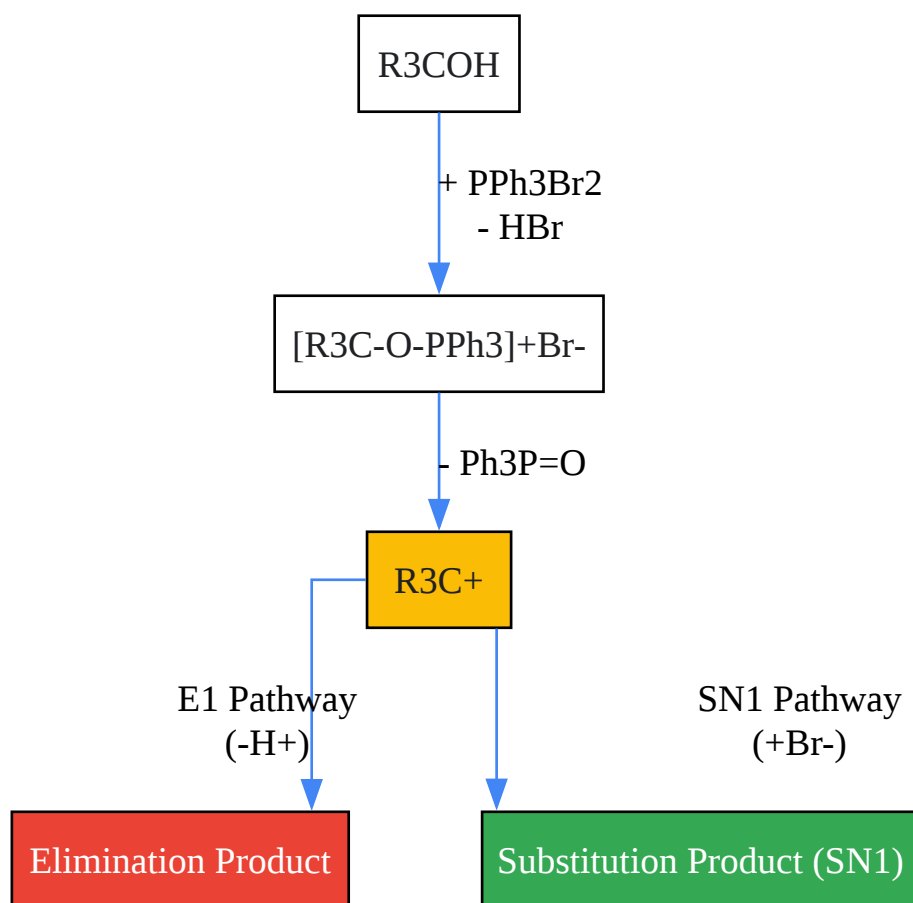 R3COH
+ PPh3Br2
- HBr
[R3C-O-PPh3]+Br-
- Ph3P=O
R3C+
E1 Pathway
(-H+)
SN1 Pathway
(+Br-)
Elimination Product
Substitution Product (SN1)